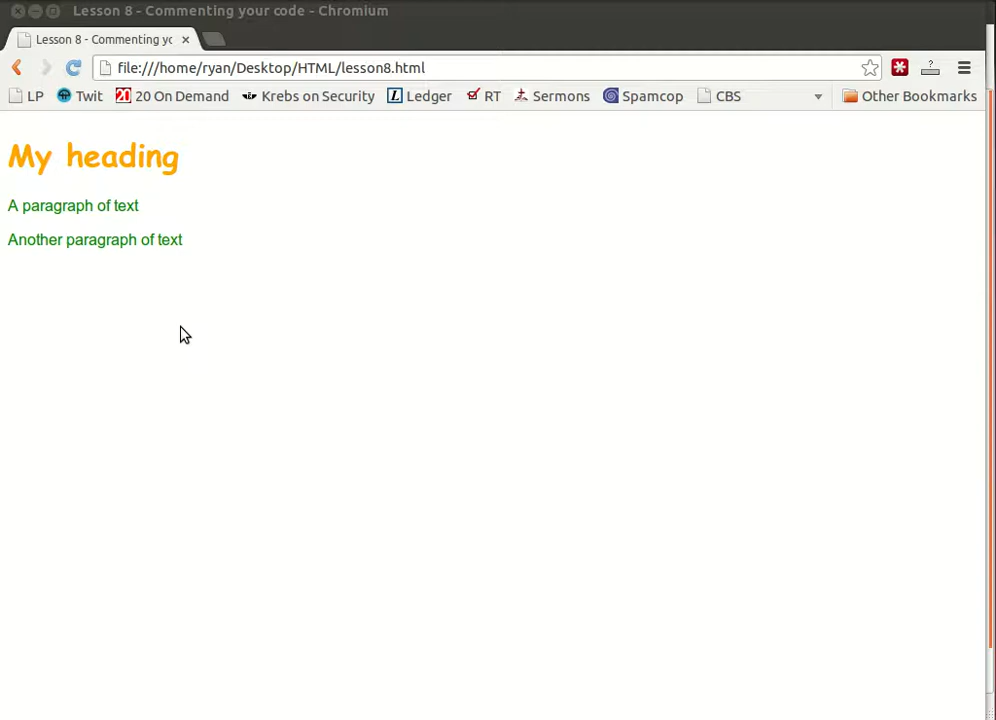 Lesson 8 - Commenting your code - Chromium
Lesson 8 - Commenting yc
file:///home/ryan/Desktop/HTML/lesson8.html
LP Twit 20 On Demand Krebs on Security Ledger RT Sermons Spamcop CBS Other Bookmarks
My heading
A paragraph of text
Another paragraph of text